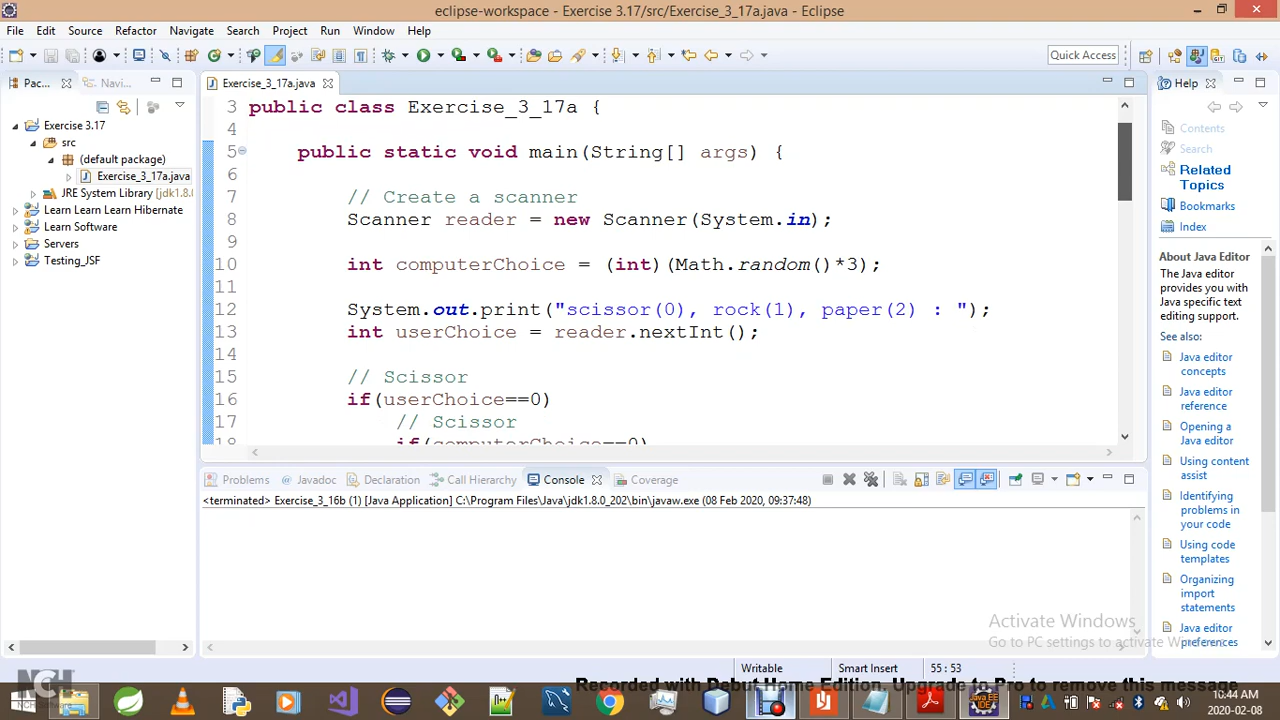 eclipse-workspace - Exercise 3.17/src/Exercise_3_17a.java - Eclipse
File Edit Source Refactor Navigate Search Project Run Window Help
Quick Access
Pac... Navi...
Exercise 3.17
src
(default package)
Exercise_3_17a.java
JRE System Library [jdk1.8.0
Learn Learn Learn Hibernate
Learn Software
Servers
Testing_JSF
Exercise_3_17a.java
3 public class Exercise_3_17a {
4
5 public static void main(String[] args) {
6
7 // Create a scanner
8 Scanner reader = new Scanner(System.in);
9
10 int computerChoice = (int)(Math.random()*3);
11
12 System.out.print("scissor(0), rock(1), paper(2) : ");
13 int userChoice = reader.nextInt();
14
15 // Scissor
16 if(userChoice==0)
17 // Scissor
18 if(computerChoice==0)
Problems Javadoc Declaration Call Hierar Console Coverage
<terminated> Exercise_3_16b (1) [Java Application] C:\Program Files\Java\jdk1.8.0_202\bin\javaw.exe (08 Feb 2020, 09:37:48)
Help
Contents
Search
Related
Topics
Bookmarks
Index
About Java Editor
The Java editor
provides you with
Java specific text
editing support.
See also:
Java editor
concepts
Java editor
reference
Opening a
Java editor
Using content
assist
Identifying
problems in
your code
Using code
templates
Organizing
import
statements
Java editor
preferences
Activate Windows
Go to PC settings to activate Windows.
Writable Smart Insert 55 : 53
NCH
Recorded with Debut Home Edition. Upgrade to Pro to remove this message
10:44 AM
2020-02-08